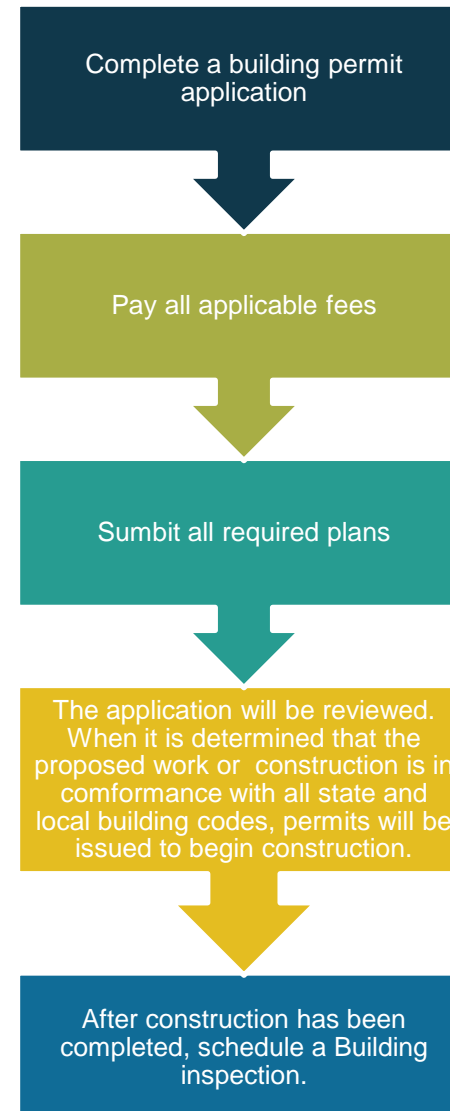 Complete a building permit
application
Pay all applicable fees
Sumbit all required plans
The application will be reviewed.
When it is determined that the
proposed work or  construction is in
comformance with all state and
local building codes, permits will be
issued to begin construction.
After construction has been
completed, schedule a Building
inspection.